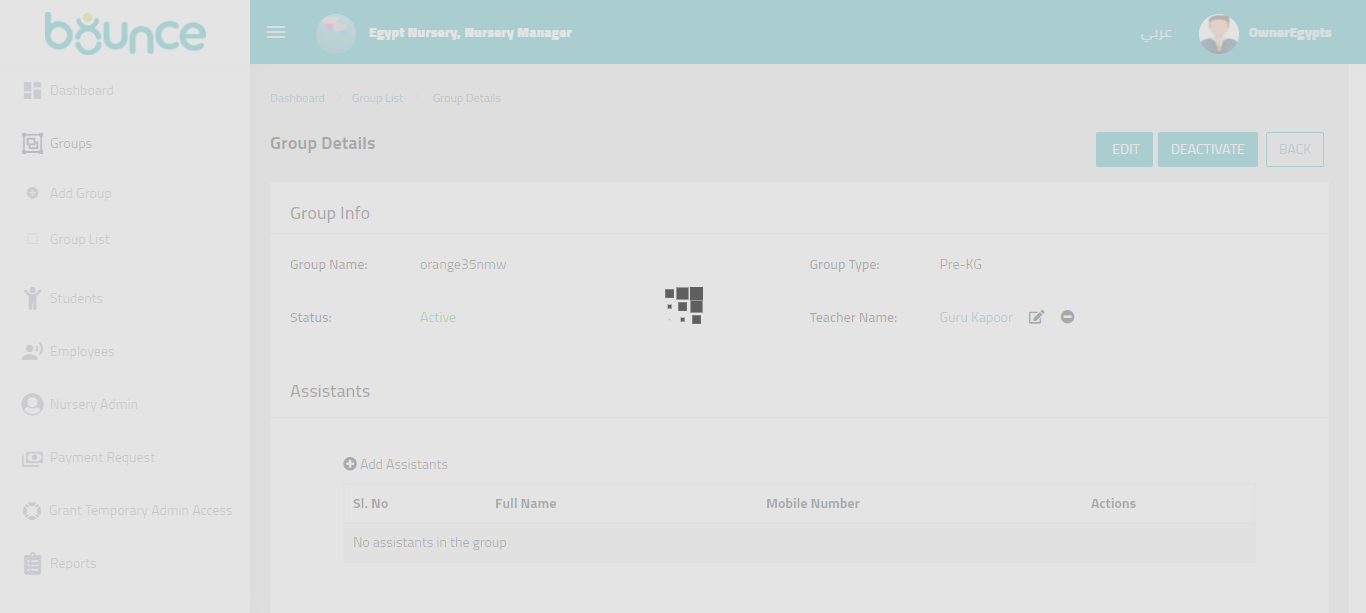 bounce
Egypt Nursery, Nursery Manager
عربي
OwnerEgypts
Dashboard
Groups
Add Group
Group List
Students
Employees
Nursery Admin
Payment Request
Grant Temporary Admin Access
Reports
Dashboard Group List Group Details
Group Details
EDIT DEACTIVATE BACK
Group Info
Group Name: orange35nmw Group Type: Pre-KG
Status: Active Teacher Name: Guru Kapoor
Assistants
Add Assistants
Sl. No Full Name Mobile Number Actions
No assistants in the group